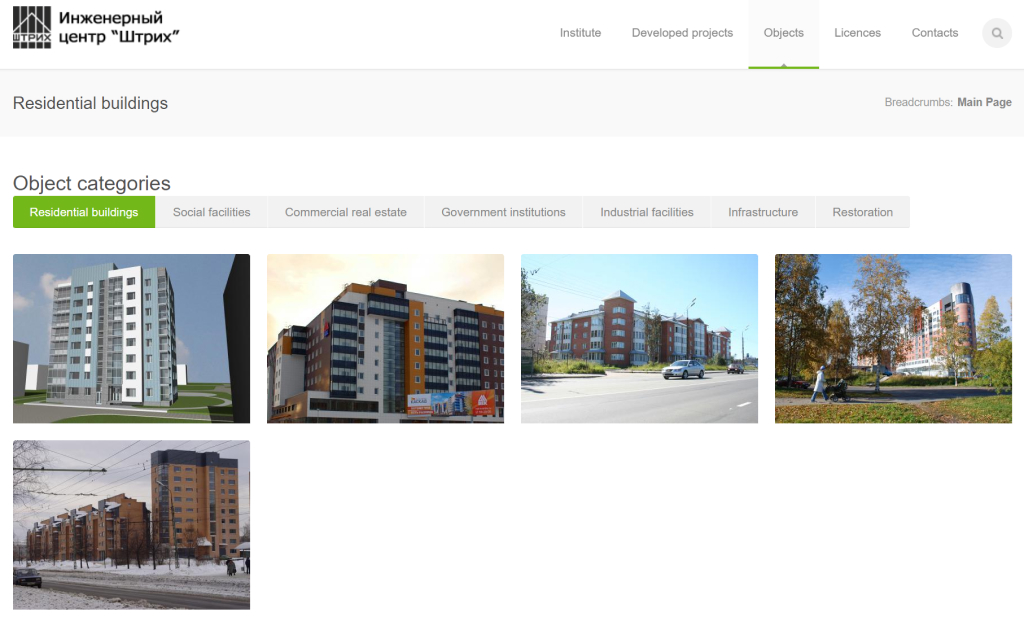 Инженерный
центр "Штрих"
ШТРИХ
Institute
Developed projects
Objects
Licences
Contacts
Residential buildings
Breadcrumbs: Main Page
Object categories
Residential buildings
Social facilities
Commercial real estate
Government institutions
Industrial facilities
Infrastructure
Restoration